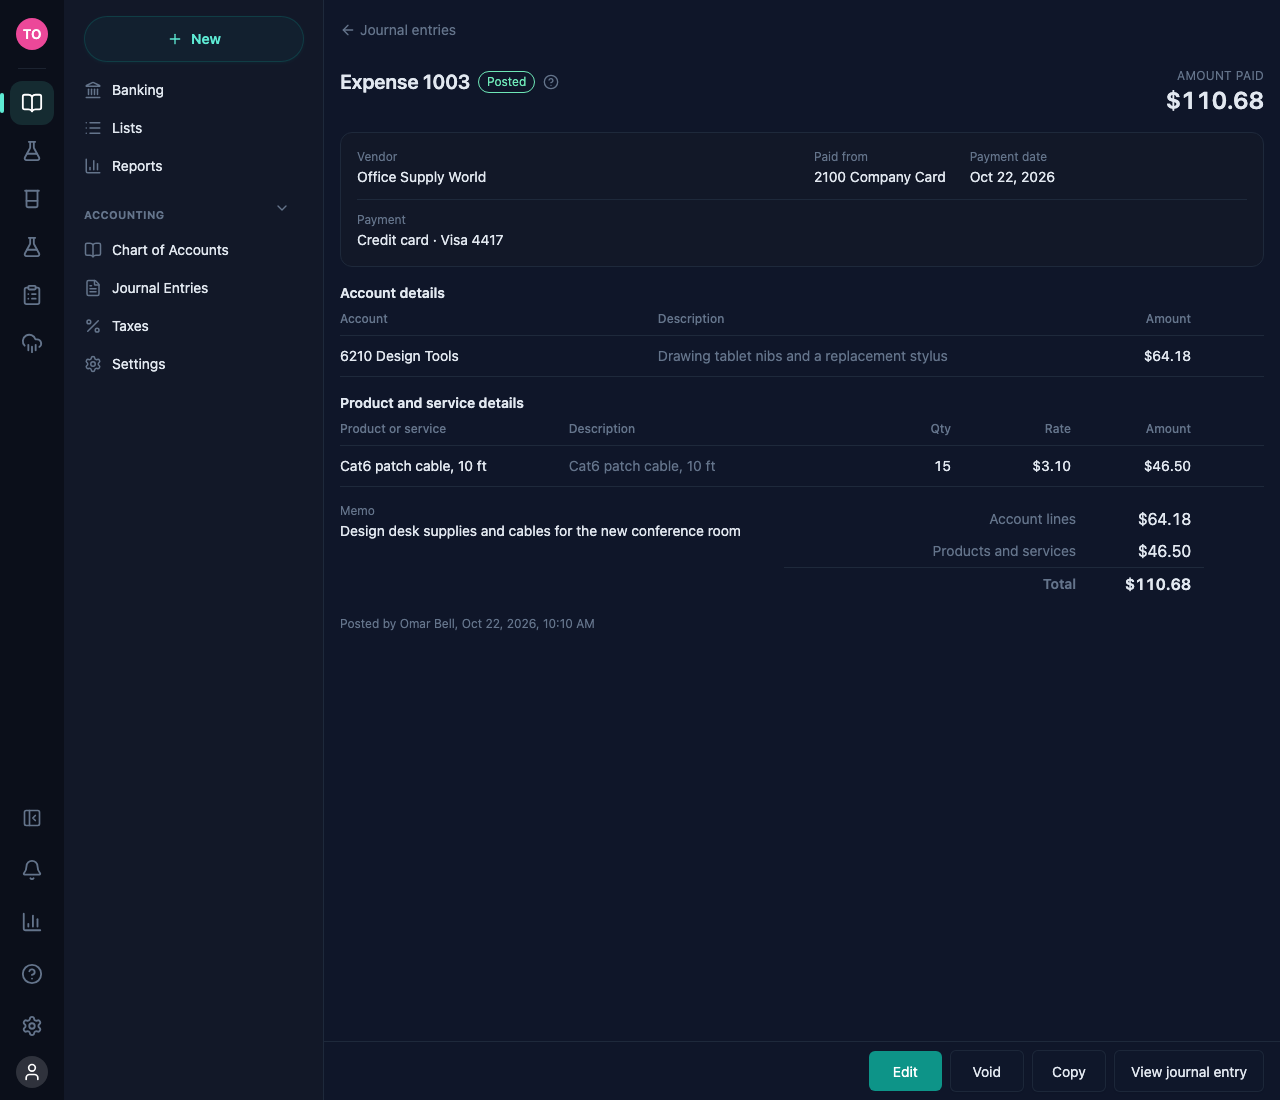 TO
New
Banking
Lists
Reports
ACCOUNTING
Chart of Accounts
Journal Entries
Taxes
Settings
Journal entries
Expense 1003 Posted
AMOUNT PAID
$110.68
Vendor Paid from Payment date
Office Supply World 2100 Company Card Oct 22, 2026
Payment
Credit card · Visa 4417
Account details
Account Description Amount
6210 Design Tools Drawing tablet nibs and a replacement stylus $64.18
Product and service details
Product or service Description Qty Rate Amount
Cat6 patch cable, 10 ft Cat6 patch cable, 10 ft 15 $3.10 $46.50
Memo
Design desk supplies and cables for the new conference room
Account lines $64.18
Products and services $46.50
Total $110.68
Posted by Omar Bell, Oct 22, 2026, 10:10 AM
Edit Void Copy View journal entry